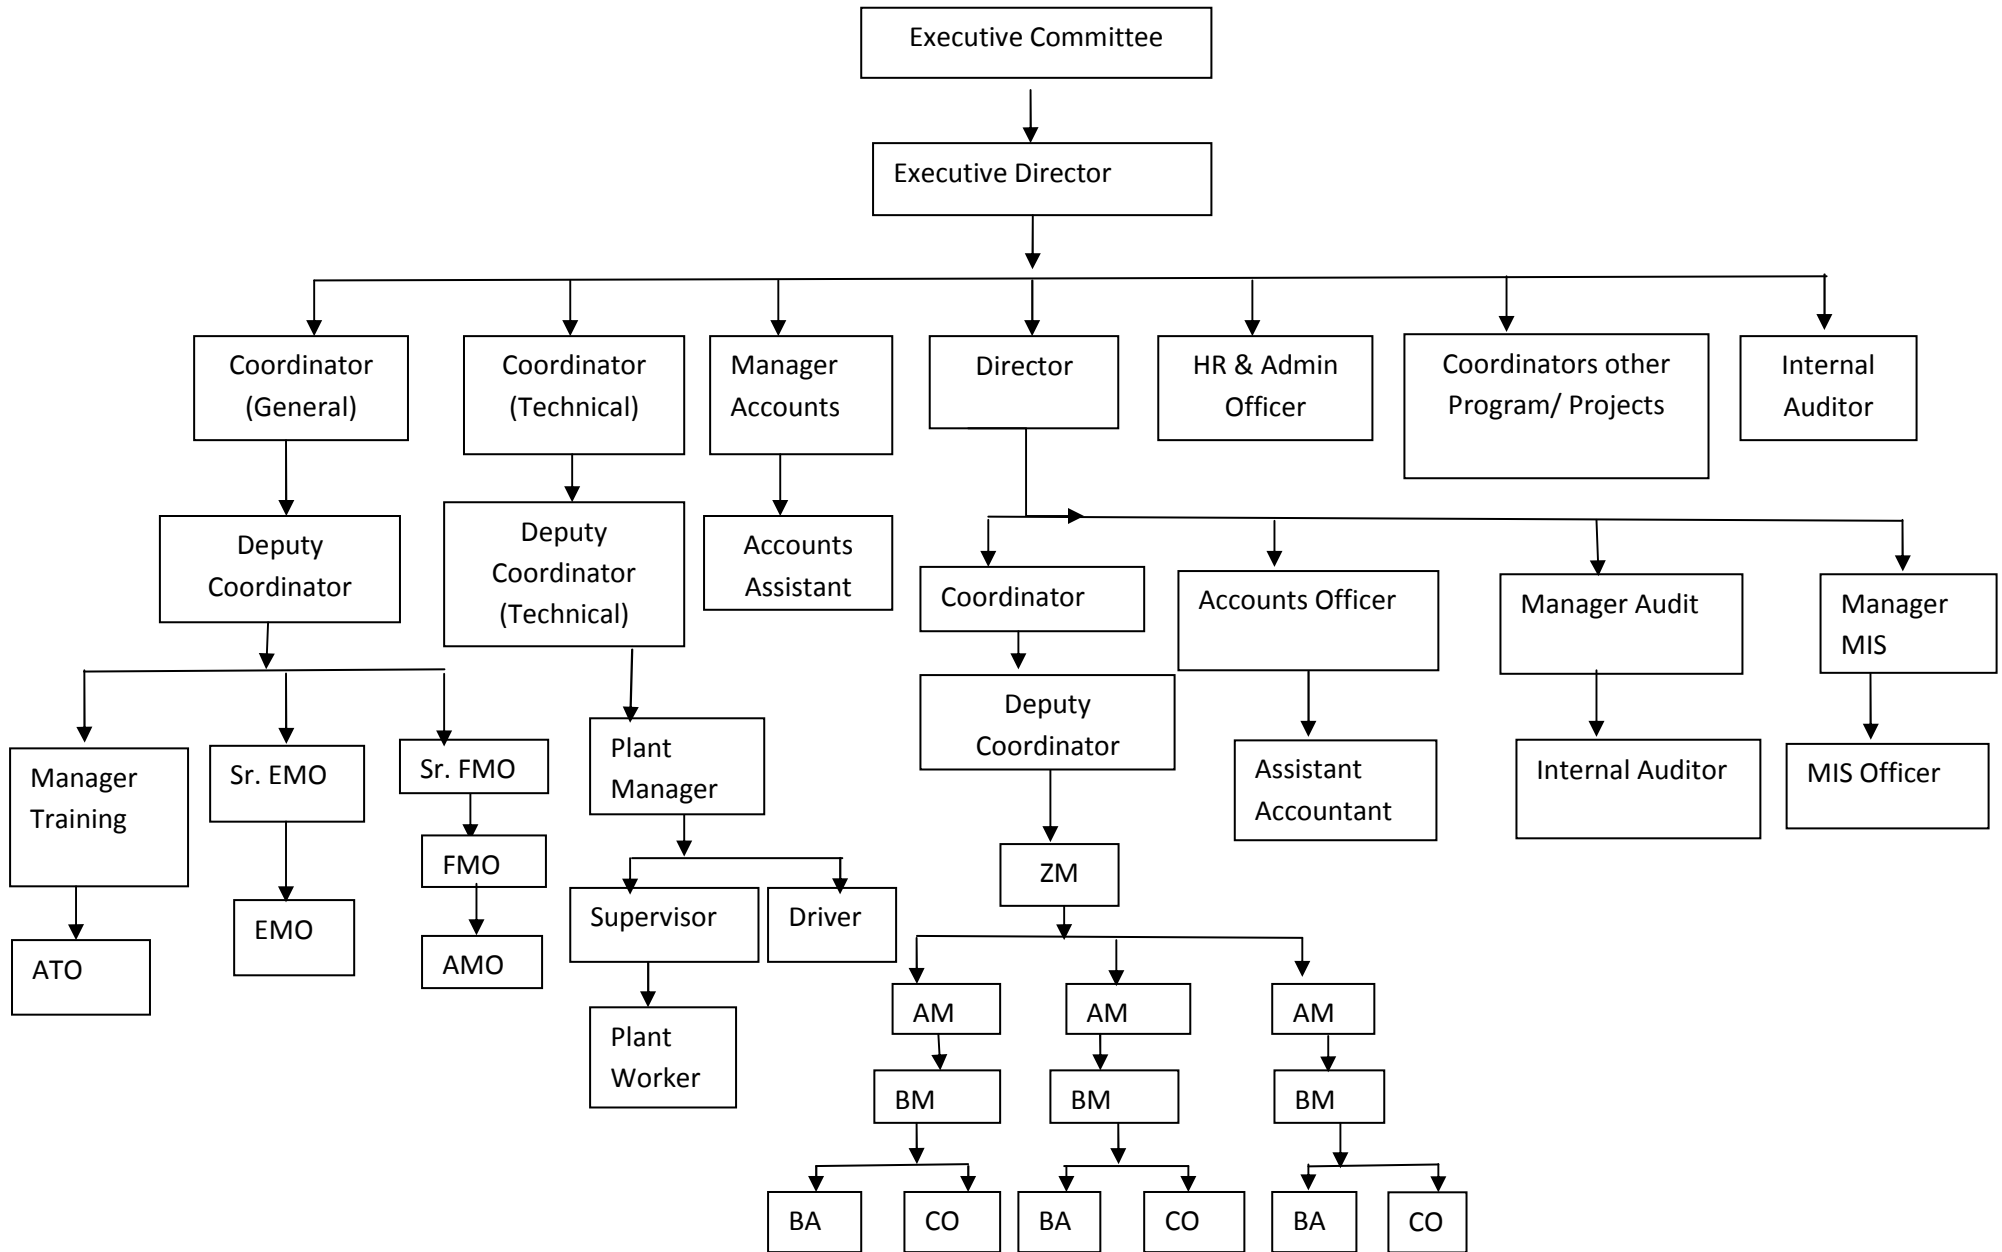 Executive Committee
Executive Director
Coordinator
(General)
Coordinator
(Technical)
Manager
Accounts
Director
HR & Admin
Officer
Coordinators other
Program/ Projects
Internal
Auditor
Deputy
Coordinator
Deputy
Coordinator
(Technical)
Accounts
Assistant
Coordinator
Accounts Officer
Manager Audit
Manager
MIS
Manager
Training
Sr. EMO
Sr. FMO
Plant
Manager
Deputy
Coordinator
Assistant
Accountant
Internal Auditor
MIS Officer
FMO
ZM
EMO
Supervisor
Driver
ATO
AMO
AM
AM
AM
Plant
Worker
BM
BM
BM
BA
CO
BA
CO
BA
CO